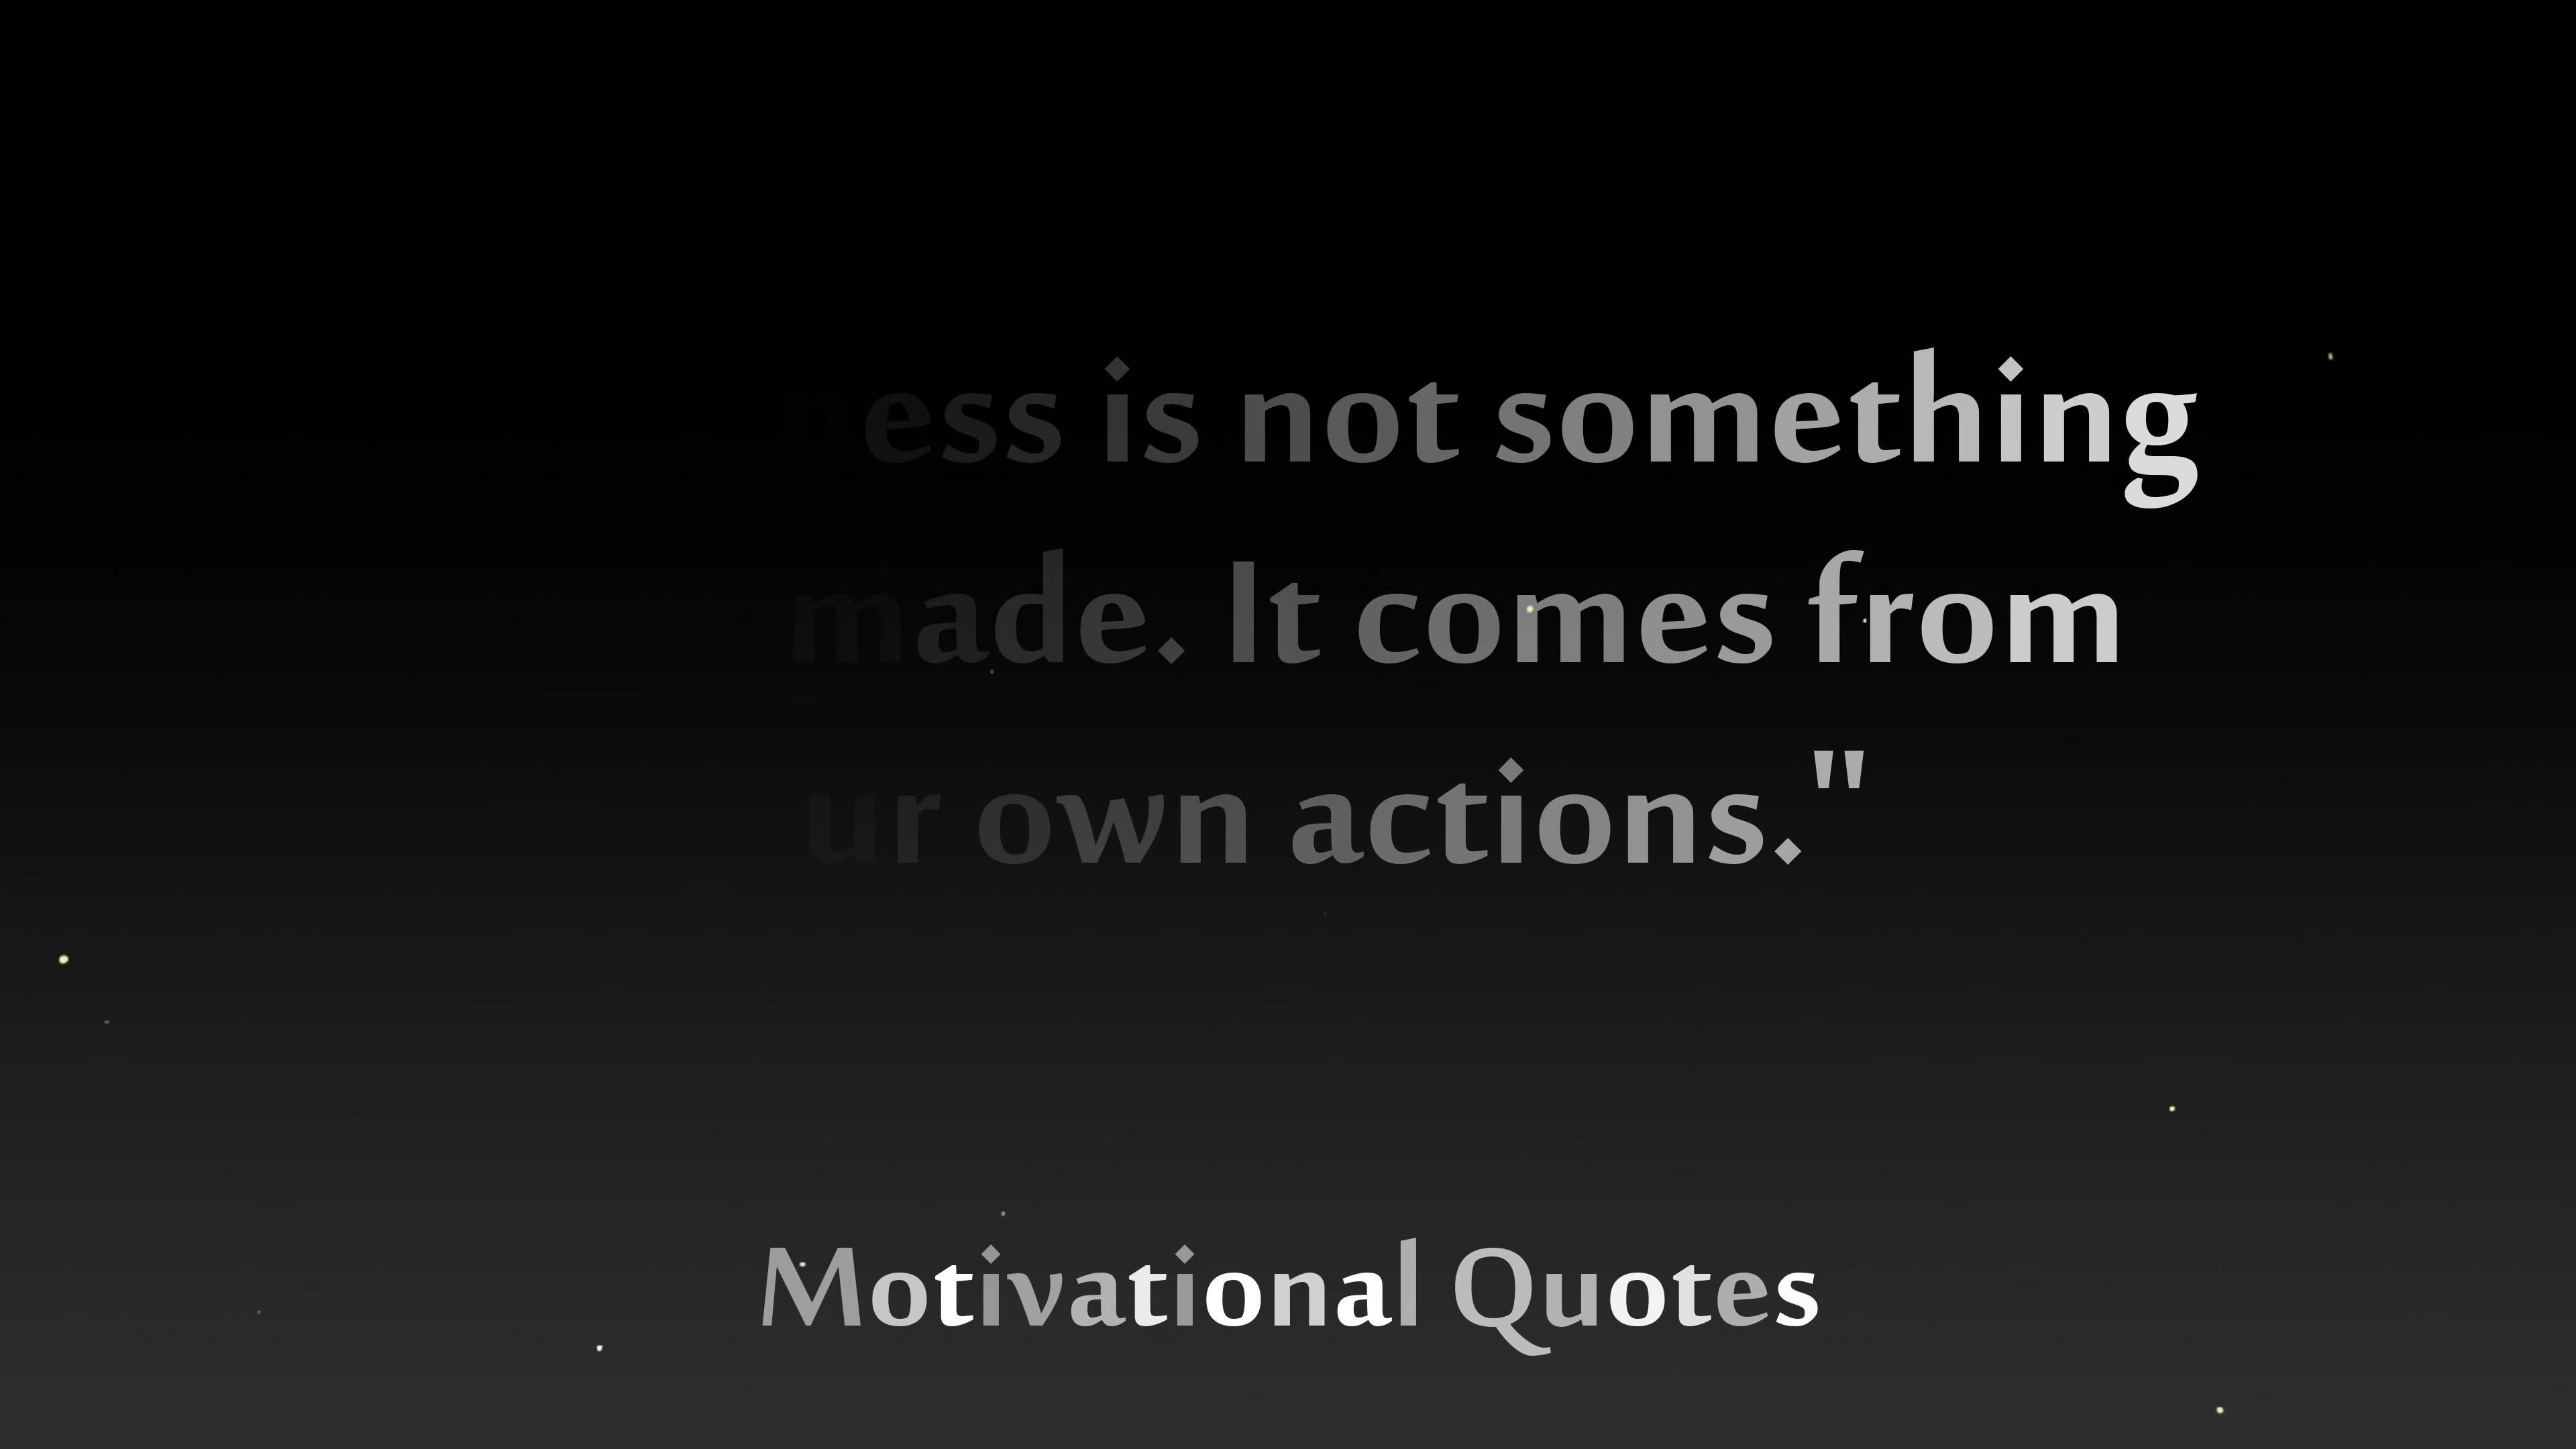 ness is not something
made. It comes from
ur own actions."
Motivational Quotes